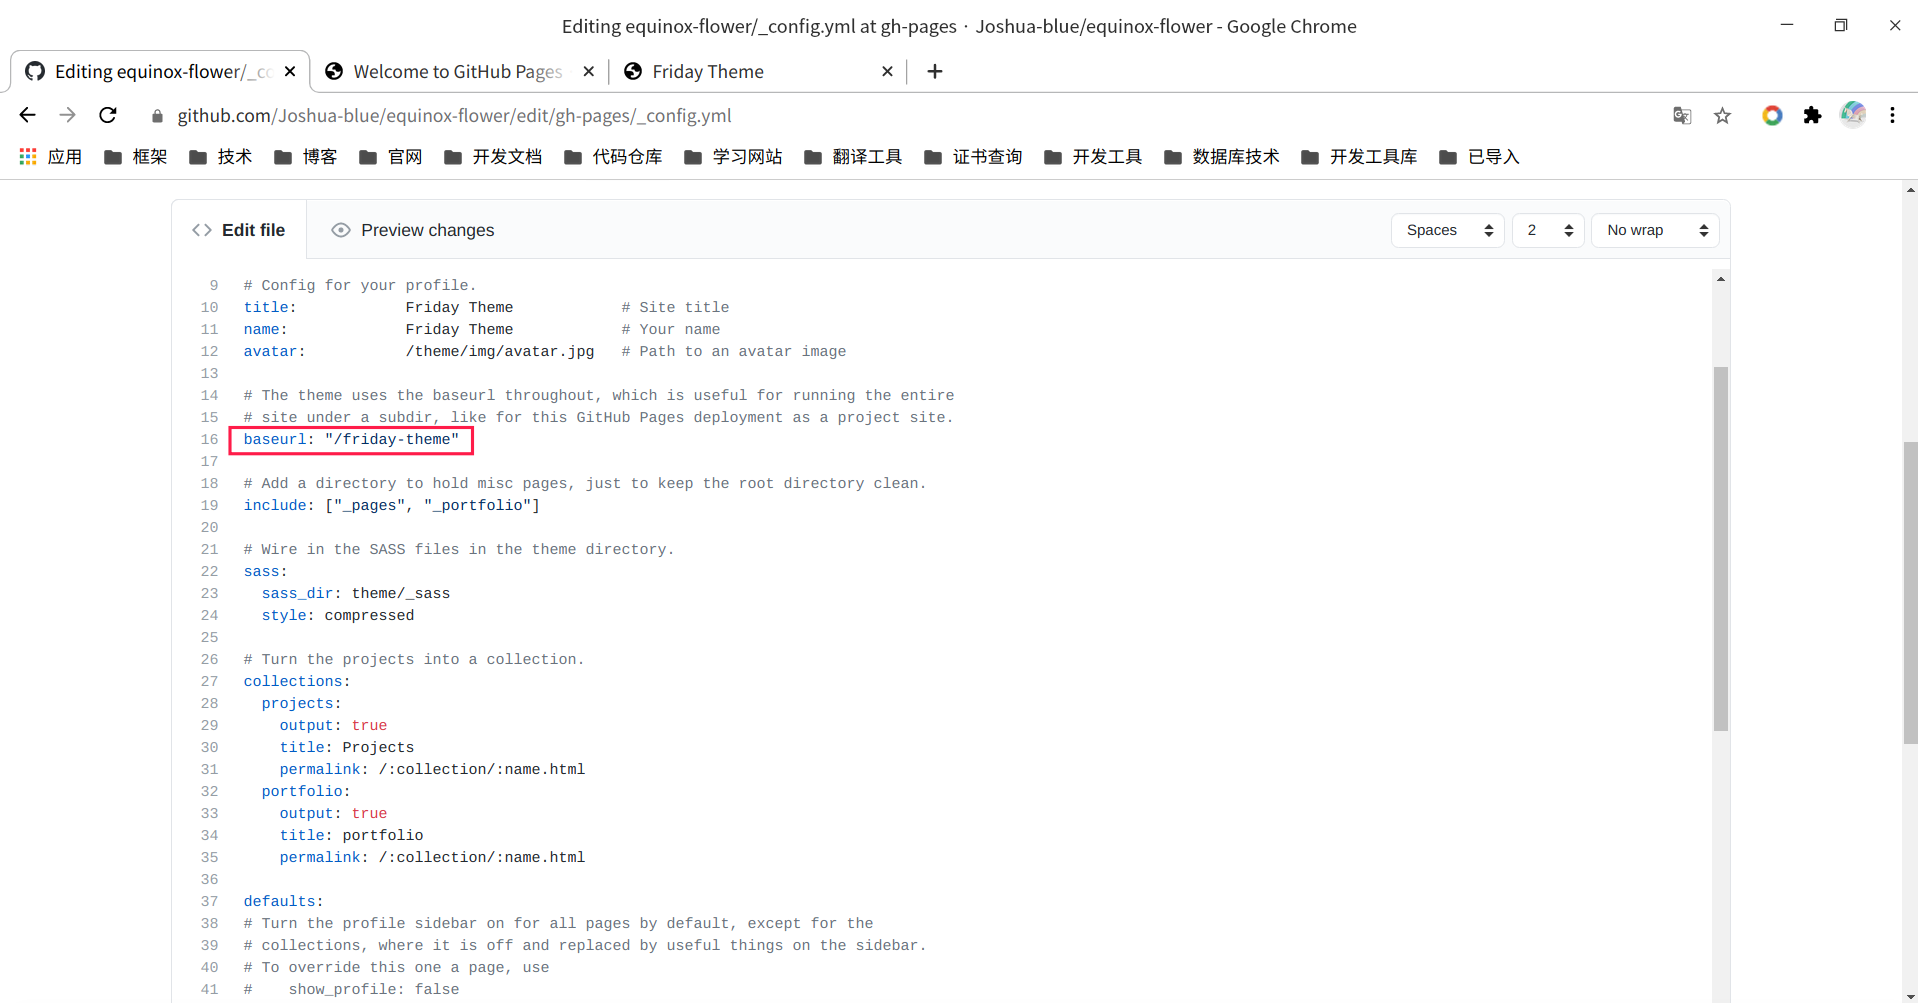 Editing equinox-flower/_config.yml at gh-pages · Joshua-blue/equinox-flower - Google Chrome
Editing equinox-flower/_co
Welcome to GitHub Pages
Friday Theme
github.com/Joshua-blue/equinox-flower/edit/gh-pages/_config.yml
应用 框架 技术 博客 官网 开发文档 代码仓库 学习网站 翻译工具 证书查询 开发工具 数据库技术 开发工具库 已导入
Edit file Preview changes Spaces 2 No wrap
9 # Config for your profile.
10 title: Friday Theme # Site title
11 name: Friday Theme # Your name
12 avatar: /theme/img/avatar.jpg # Path to an avatar image
13
14 # The theme uses the baseurl throughout, which is useful for running the entire
15 # site under a subdir, like for this GitHub Pages deployment as a project site.
16 baseurl: "/friday-theme"
17
18 # Add a directory to hold misc pages, just to keep the root directory clean.
19 include: ["_pages", "_portfolio"]
20
21 # Wire in the SASS files in the theme directory.
22 sass:
23   sass_dir: theme/_sass
24   style: compressed
25
26 # Turn the projects into a collection.
27 collections:
28   projects:
29     output: true
30     title: Projects
31     permalink: /:collection/:name.html
32   portfolio:
33     output: true
34     title: portfolio
35     permalink: /:collection/:name.html
36
37 defaults:
38 # Turn the profile sidebar on for all pages by default, except for the
39 # collections, where it is off and replaced by useful things on the sidebar.
40 # To override this one a page, use
41 #    show_profile: false